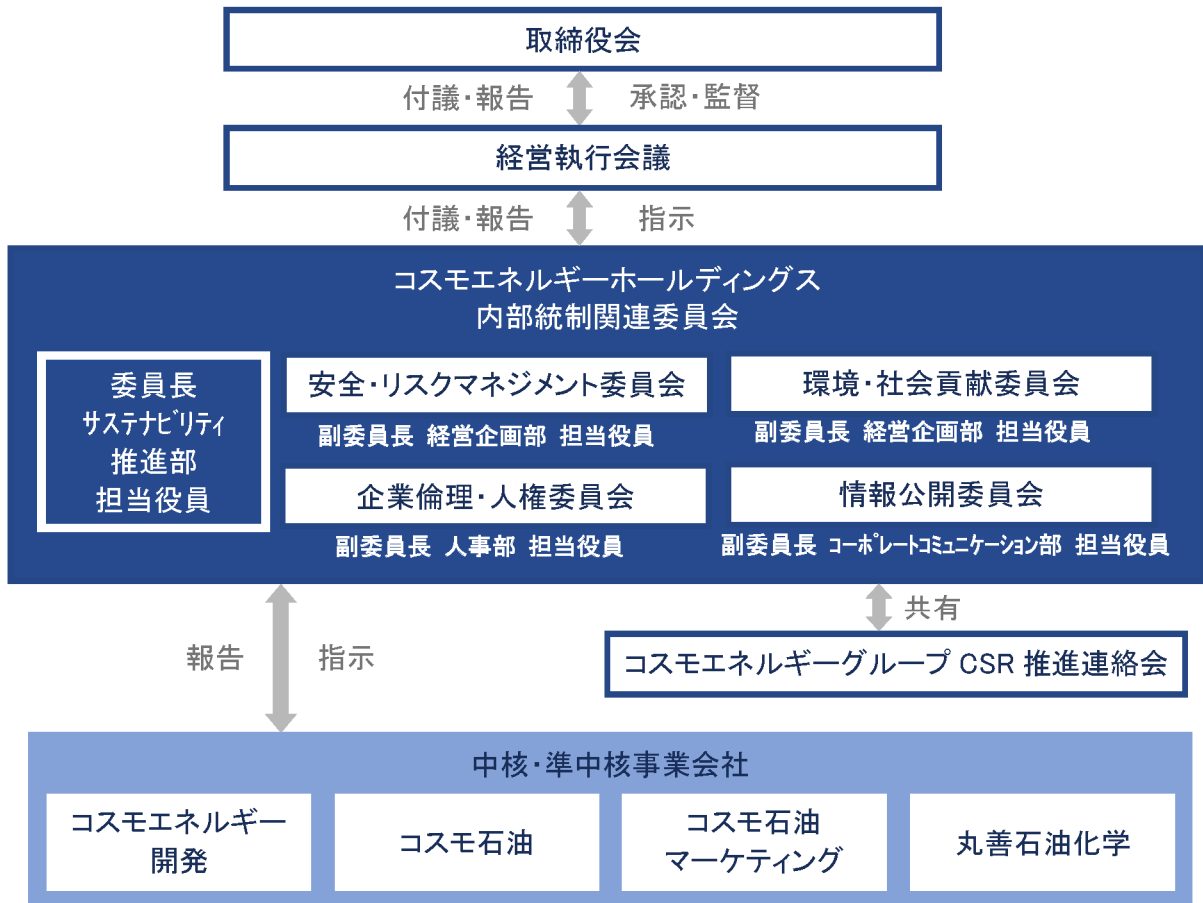 取締役会
付議・報告 承認・監督
経営執行会議
付議・報告 指示
コスモエネルギーホールディングス
内部統制関連委員会
委員長
サステナビリティ
推進部
担当役員
安全・リスクマネジメント委員会
副委員長 経営企画部 担当役員
環境・社会貢献委員会
副委員長 経営企画部 担当役員
企業倫理・人権委員会
副委員長 人事部 担当役員
情報公開委員会
副委員長 コーポレートコミュニケーション部 担当役員
共有
コスモエネルギーグループ CSR 推進連絡会
報告 指示
中核・準中核事業会社
コスモエネルギー
開発
コスモ石油
コスモ石油
マーケティング
丸善石油化学